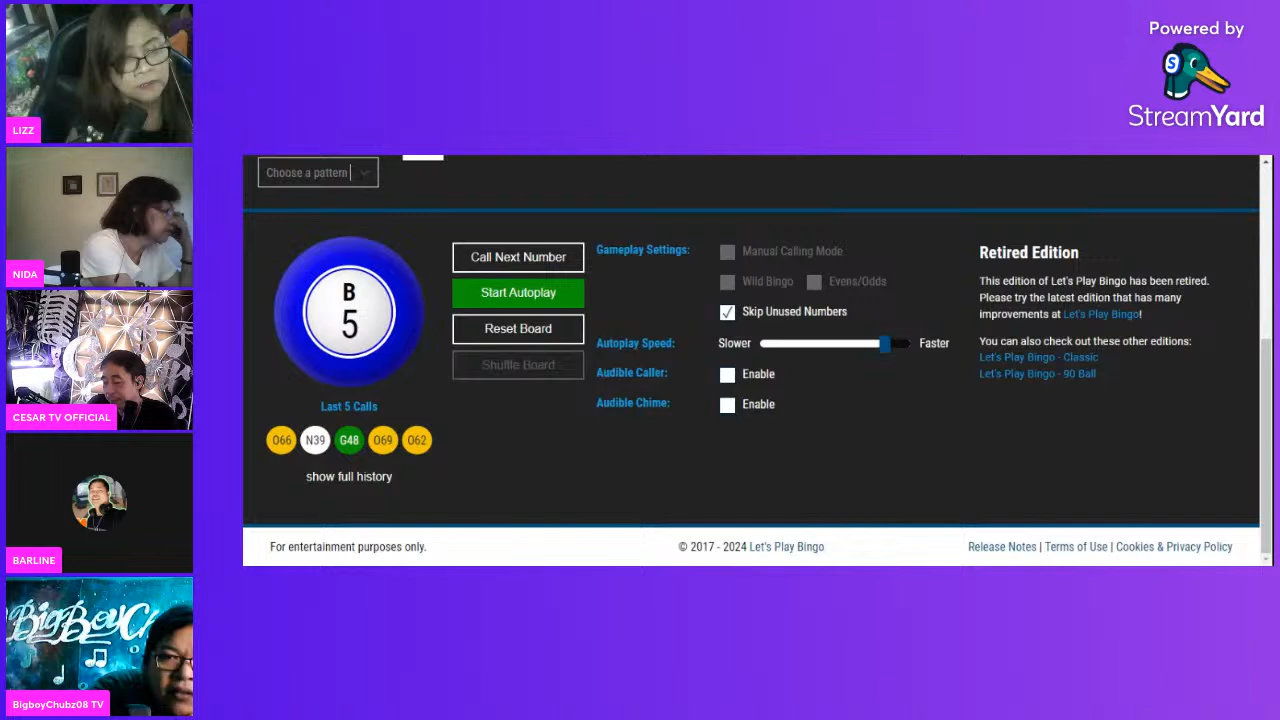 LIZZ
NIDA
CESAR TV OFFICIAL
BARLINE
BigBoyC
BigboyChubz08 TV
Powered by
S
StreamYard
Choose a pattern
B
5
Last 5 Calls
O66 N39 G48 O69 O62
show full history
Call Next Number
Start Autoplay
Reset Board
Shuffle Board
Gameplay Settings:
Manual Calling Mode
Wild Bingo Evens/Odds
Skip Unused Numbers
Autoplay Speed: Slower Faster
Audible Caller: Enable
Audible Chime: Enable
Retired Edition
This edition of Let's Play Bingo has been retired.
Please try the latest edition that has many
improvements at Let's Play Bingo!
You can also check out these other editions:
Let's Play Bingo - Classic
Let's Play Bingo - 90 Ball
For entertainment purposes only.
© 2017 - 2024 Let's Play Bingo
Release Notes | Terms of Use | Cookies & Privacy Policy